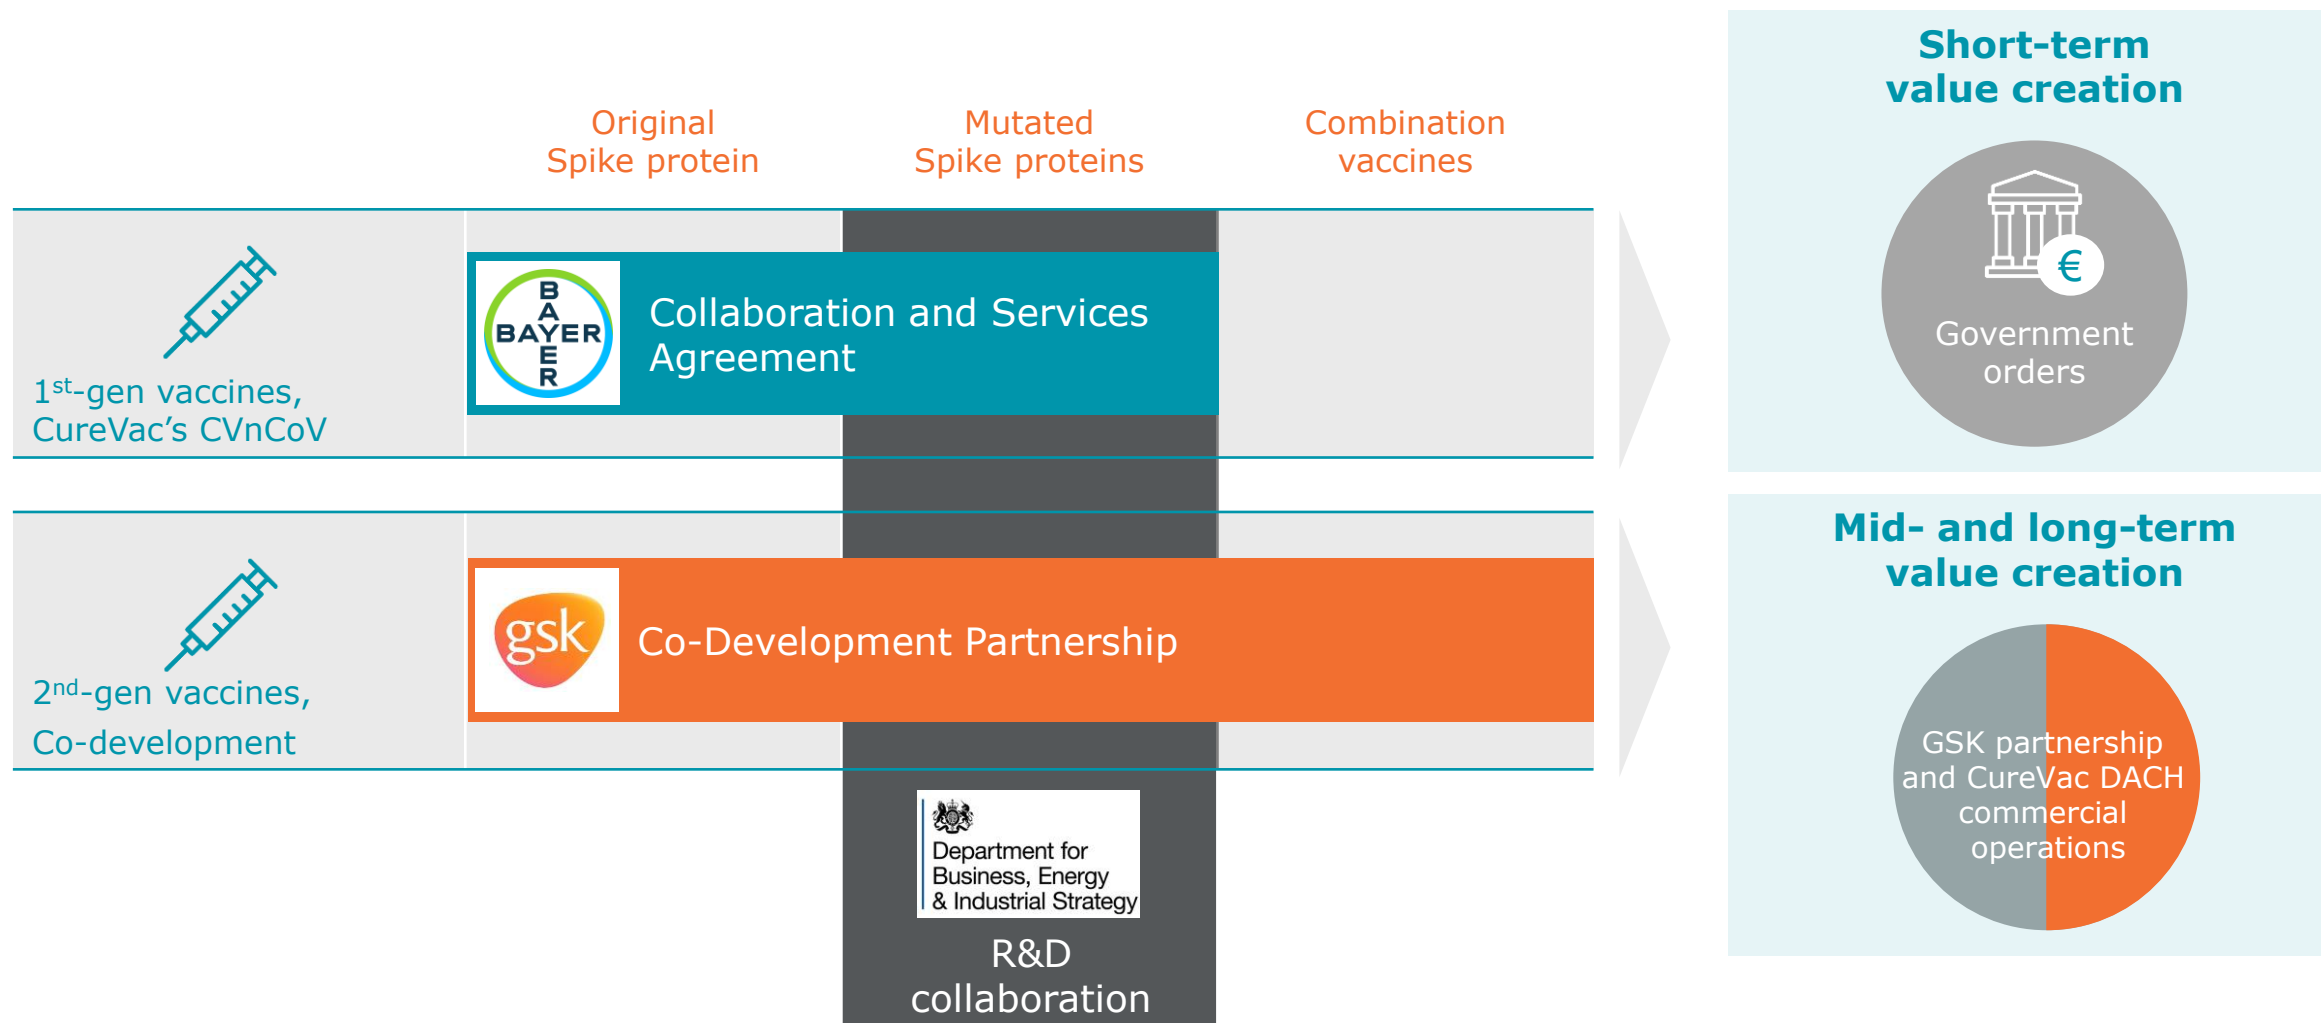 Short-term
value creation
Original
Spike protein
Mutated
Spike proteins
Combination
vaccines
€
Government
orders
1st-gen vaccines,
CureVac’s CVnCoV
BAYER
BAYER
Collaboration and Services
Agreement
Mid- and long-term
value creation
2nd-gen vaccines,
Co-development
gsk
Co-Development Partnership
GSK partnership
and CureVac DACH
commercial
operations
Department for
Business, Energy
& Industrial Strategy
R&D
collaboration